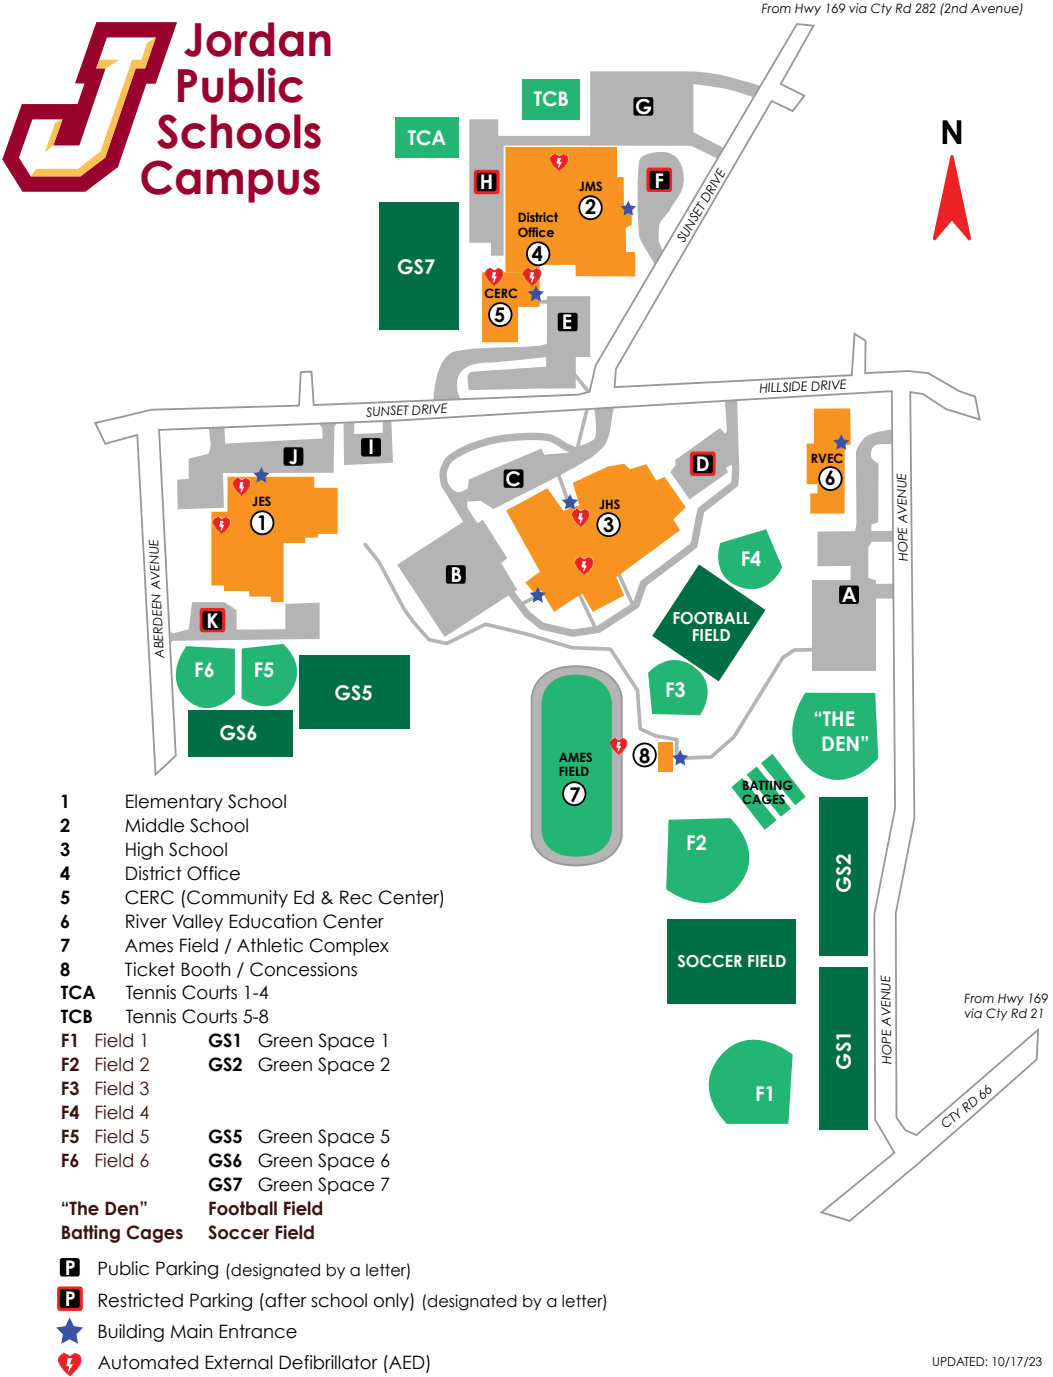 From Hwy 169 via Cty Rd 282 (2nd Avenue)
J
Jordan
Public
Schools
Campus
N
TCB
G
TCA
H
F
JMS
2
District
Office
4
SUNSET DRIVE
GS7
CERC
5
E
HILLSIDE DRIVE
SUNSET DRIVE
J
I
C
D
RVEC
6
JES
1
JHS
3
HOPE AVENUE
ABERDEEN AVENUE
B
F4
A
K
FOOTBALL
FIELD
F6
F5
GS5
F3
GS6
"THE
DEN"
8
AMES
FIELD
7
BATTING
CAGES
F2
GS2
SOCCER FIELD
GS1
HOPE AVENUE
From Hwy 169
via Cty Rd 21
F1
CTY RD 66
1 Elementary School
2 Middle School
3 High School
4 District Office
5 CERC (Community Ed & Rec Center)
6 River Valley Education Center
7 Ames Field / Athletic Complex
8 Ticket Booth / Concessions
TCA Tennis Courts 1-4
TCB Tennis Courts 5-8
F1 Field 1 GS1 Green Space 1
F2 Field 2 GS2 Green Space 2
F3 Field 3
F4 Field 4
F5 Field 5 GS5 Green Space 5
F6 Field 6 GS6 Green Space 6
GS7 Green Space 7
"The Den" Football Field
Batting Cages Soccer Field
P Public Parking (designated by a letter)
P Restricted Parking (after school only) (designated by a letter)
Building Main Entrance
Automated External Defibrillator (AED)
UPDATED: 10/17/23